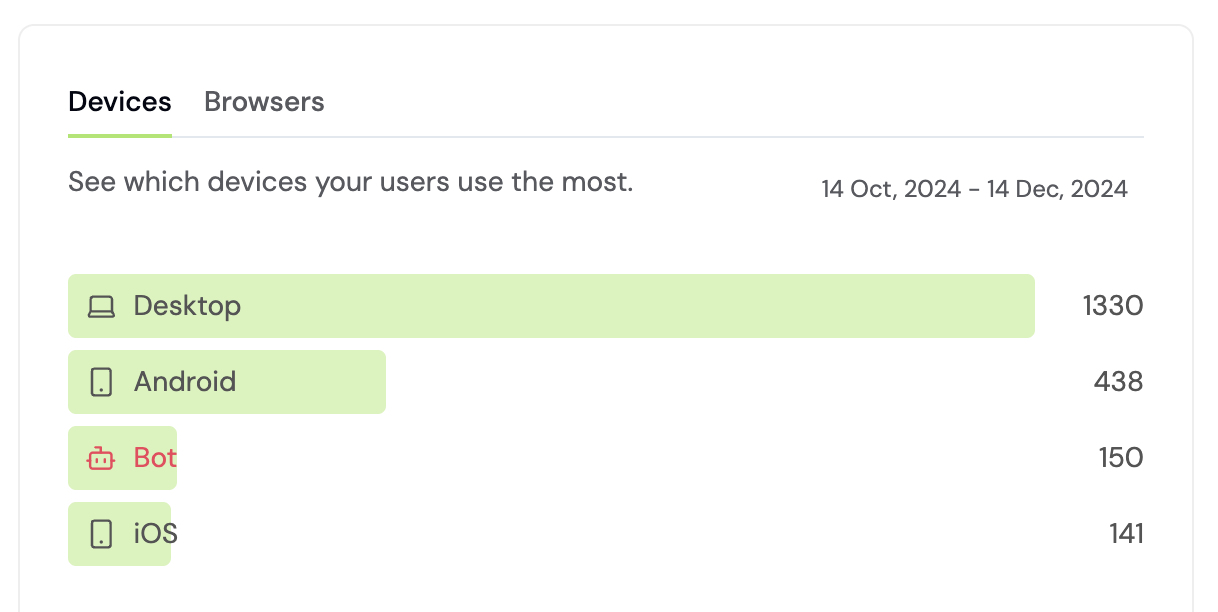 Devices Browsers
See which devices your users use the most.
14 Oct, 2024 - 14 Dec, 2024
Desktop 1330
Android 438
Bot 150
iOS 141